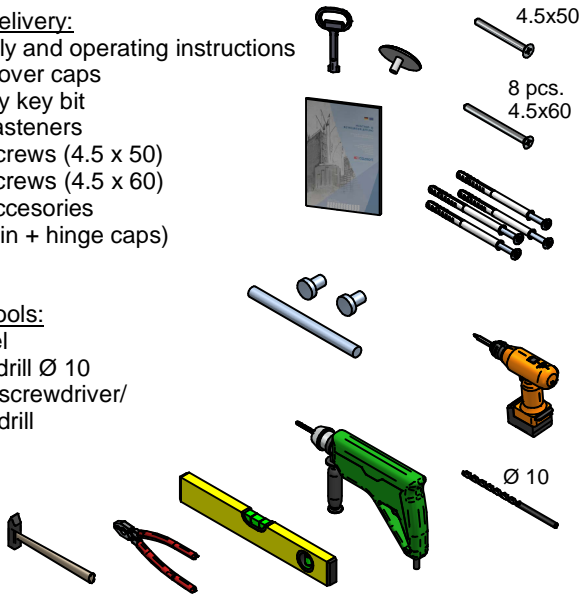 elivery:
ly and operating instructions
over caps
y key bit
asteners
crews (4.5 x 50)
crews (4.5 x 60)
ccesories
in + hinge caps)
ools:
el
drill Ø 10
screwdriver/
drill
4.5x50
8 pcs.
4.5x60
Ø 10